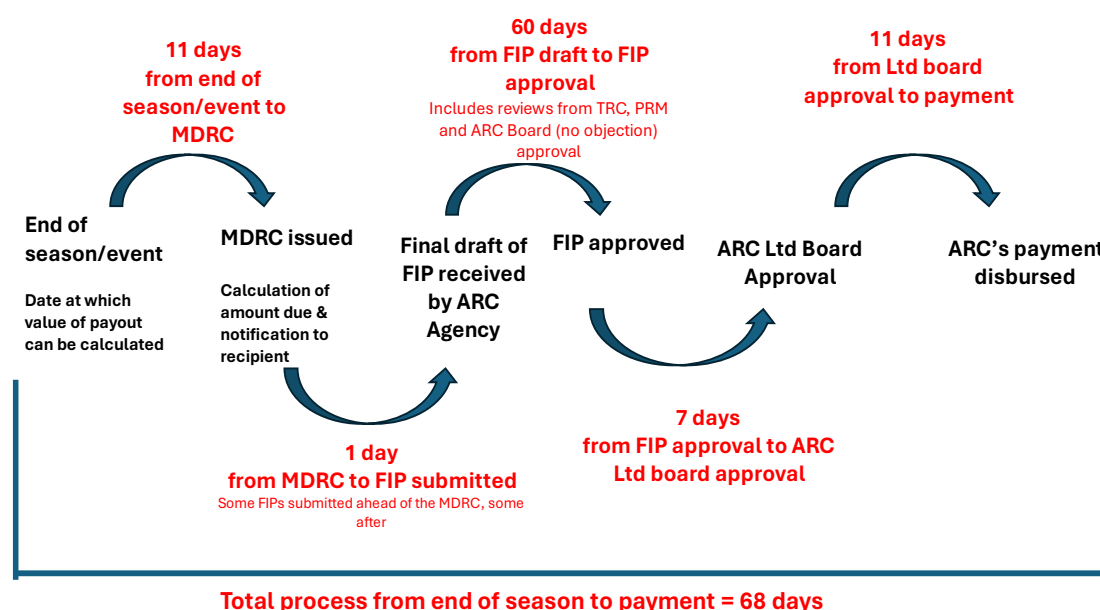 11 days
from end of
season/event to
MDRC
60 days
from FIP draft to FIP
approval
Includes reviews from TRC, PRM
and ARC Board (no objection)
approval
11 days
from Ltd board
approval to payment
End of
season/event
Date at which
value of payout
can be calculated
MDRC issued
Calculation of
amount due &
notification to
recipient
Final draft of
FIP received
by ARC
Agency
FIP approved
ARC Ltd Board
Approval
ARC's payment
disbursed
1 day
from MDRC to FIP submitted
Some FIPs submitted ahead of the MDRC, some
after
7 days
from FIP approval to ARC
Ltd board approval
Total process from end of season to payment = 68 days